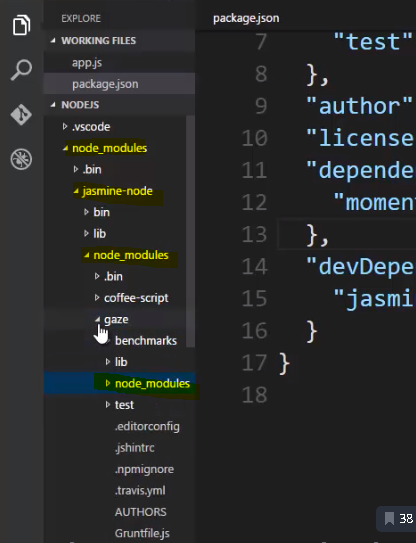 EXPLORE
WORKING FILES
app.js
package.json
NODEJS
.vscode
node_modules
.bin
jasmine-node
bin
lib
node_modules
.bin
coffee-script
gaze
benchmarks
lib
node_modules
test
.editorconfig
.jshintrc
.npmignore
.travis.yml
AUTHORS
Gruntfile.js
package.json
7 "test"
8 },
9 "author"
10 "license
11 "depende
12 "momen
13 },
14 "devDepe
15 "jasmi
16 }
17 }
18
38